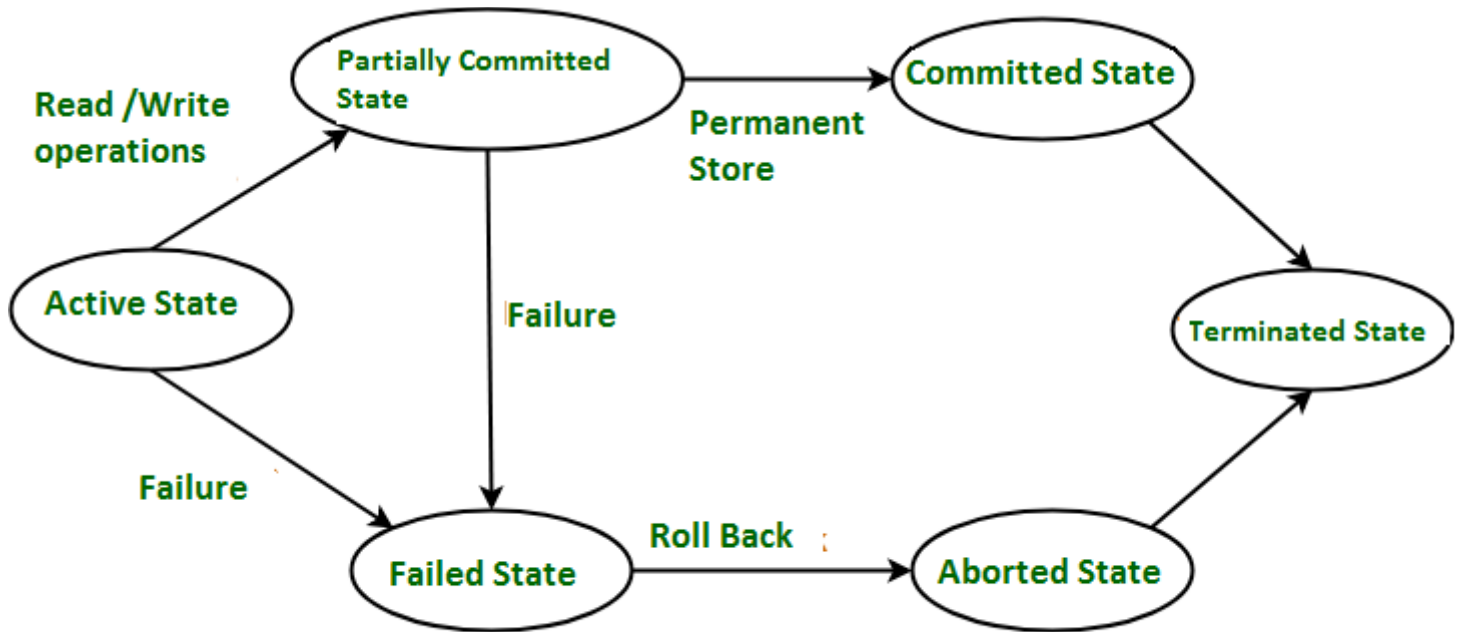 Partially Committed
State
Committed State
Read /Write
operations
Permanent
Store
Active State
Failure
Terminated State
Failure
Roll Back
Failed State
Aborted State